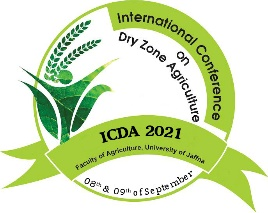 International Conference
on
Dry Zone Agriculture
ICDA 2021
Faculty of Agriculture, University of Jaffna
08th & 09th of September